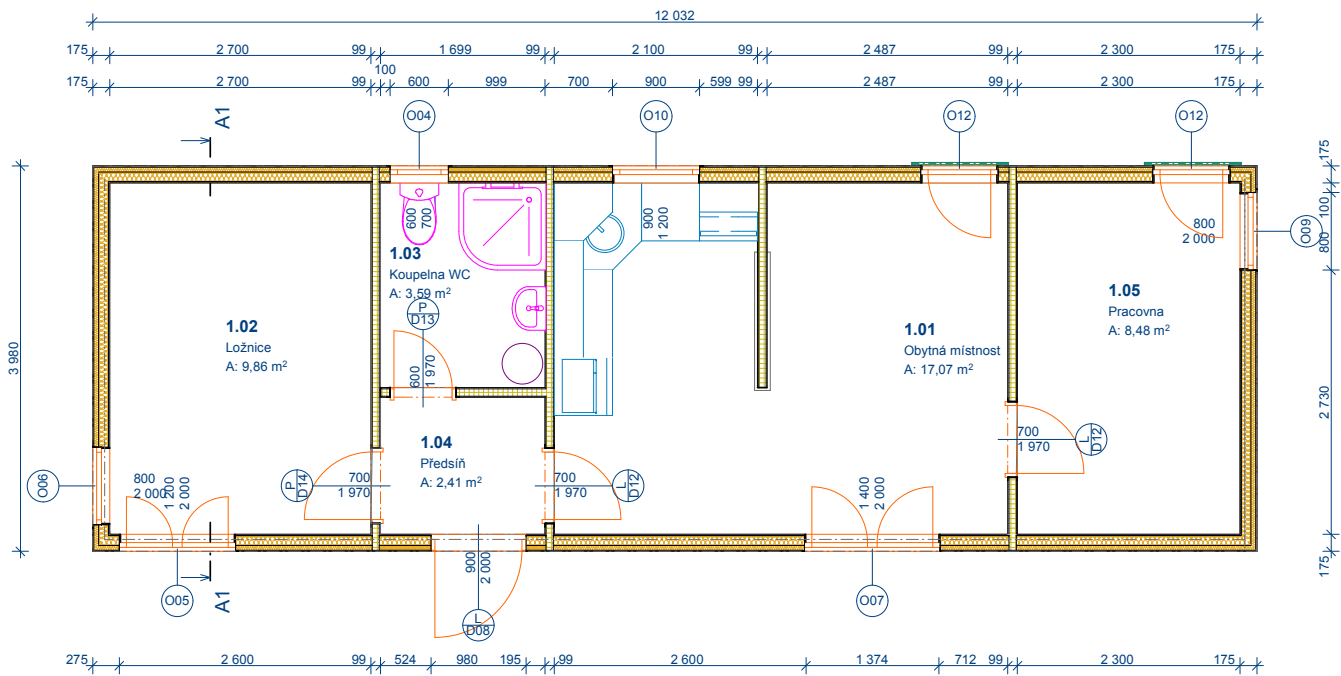 12 032
175 2 700 99 1 699 99 2 100 99 2 487 99 2 300 175
100
175 2 700 99 600 999 700 900 599 99 2 487 99 2 300 175
A1
O04
O10
O12
O12
175
100
800
2 730
175
3 980
O09
O06
600
700
900
1 200
800
2 000
1.03
Koupelna WC
A: 3,59 m²
P
D13
600
1 970
1.02
Ložnice
A: 9,86 m²
1.01
Obytná místnost
A: 17,07 m²
1.05
Pracovna
A: 8,48 m²
1.04
Předsíň
A: 2,41 m²
700
1 970
L
D12
800
2 000
1 200
2 000
P
D14
700
1 970
700
1 970
L
D12
1 400
2 000
900
2 000
O05
A1
L
D08
O07
275 2 600 99 524 980 195 99 2 600 1 374 712 99 2 300 175